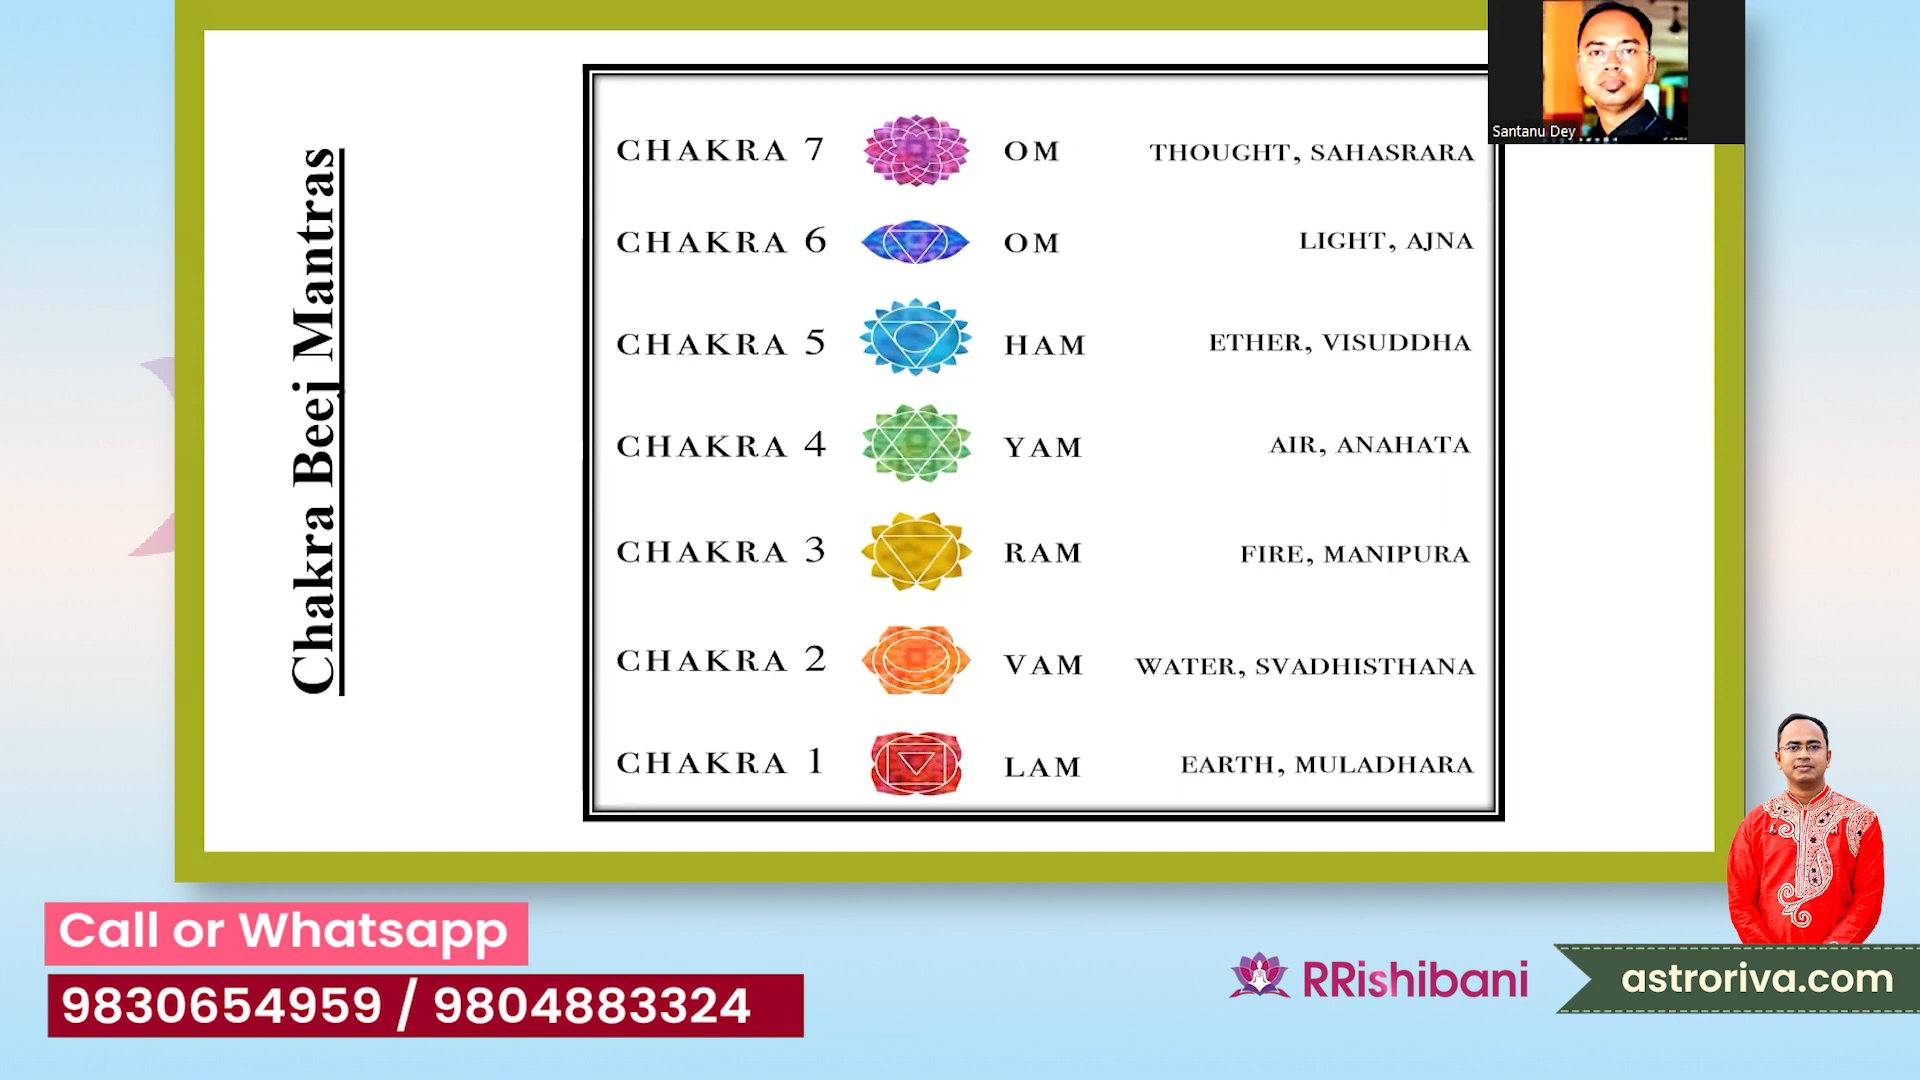 Santanu Dey
Chakra Beej Mantras
CHAKRA 7 OM THOUGHT, SAHASRARA
CHAKRA 6 OM LIGHT, AJNA
CHAKRA 5 HAM ETHER, VISUDDHA
CHAKRA 4 YAM AIR, ANAHATA
CHAKRA 3 RAM FIRE, MANIPURA
CHAKRA 2 VAM WATER, SVADHISTHANA
CHAKRA 1 LAM EARTH, MULADHARA
Call or Whatsapp
9830654959 / 9804883324
RRishibani
astroriva.com